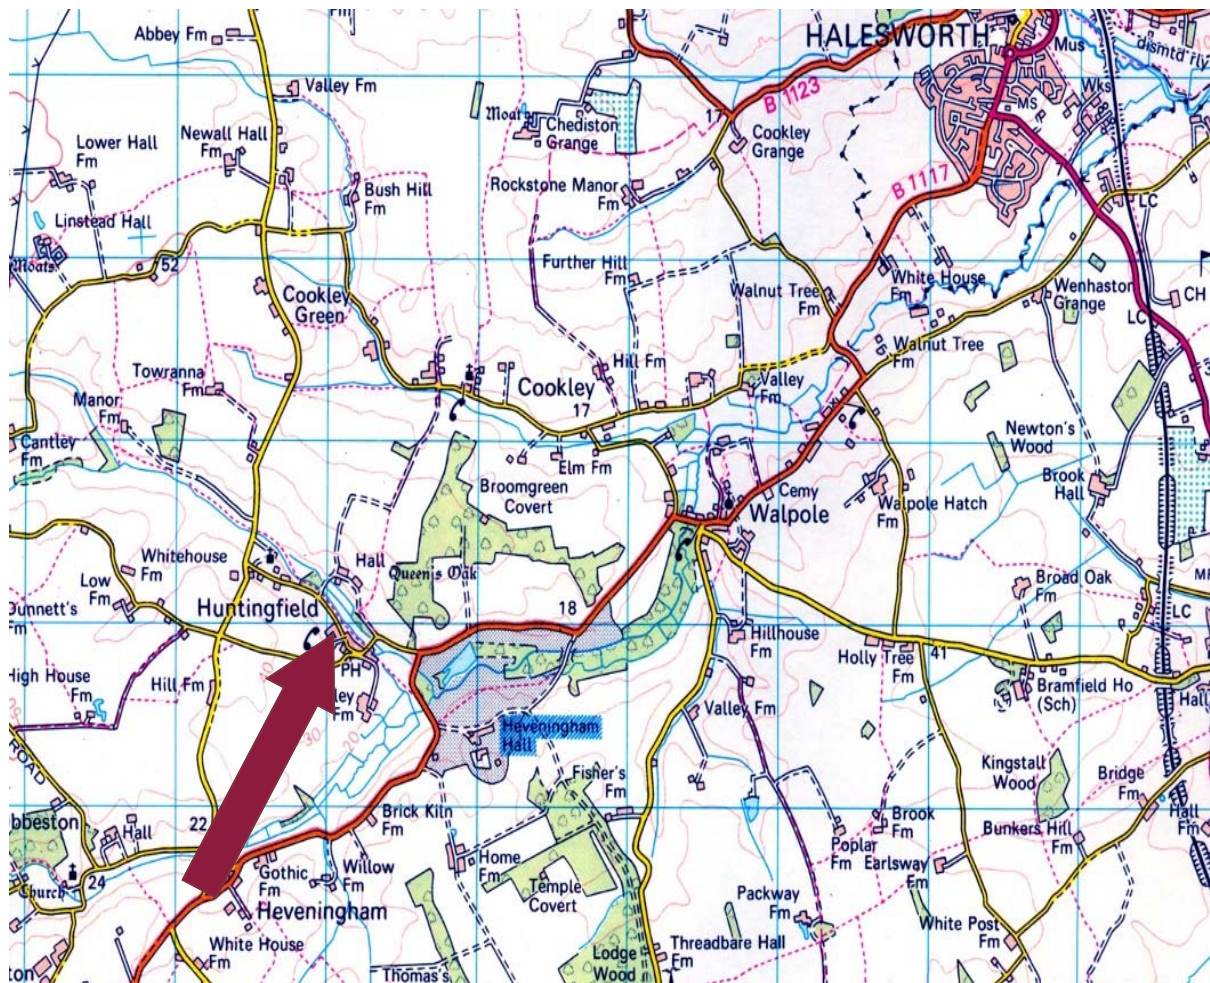 Abbey Fm
Valley Fm
Lower Hall
Fm
Newall Hall
Fm
Bush Hill
Fm
Linstead Hall
Moats
52
Cookley
Green
HALESWORTH
Mus
dismtd rly
B 1123
MS
Wks
Moat
Chediston
Grange
17
Cookley
Grange
Rockstone Manor
Fm
B 1117
LC
Further Hill
Fm
Walnut Tree
Fm
White House
Fm
Wenhaston
Grange
CH
LC
Walnut Tree
Fm
Towranna
Fm
Manor
Fm
Cantley
Fm
Hill Fm
Cookley
17
Valley
Fm
Elm Fm
Newton's
Wood
Broomgreen
Covert
Cemy
Walpole
Walpole Hatch
Fm
Brook
Hall
Whitehouse
Fm
Hall
Queen's Oak
Low
Fm
Huntingfield
18
Broad Oak
Fm
LC
Dunnett's
Fm
Hillhouse
Fm
Holly Tree
Fm
41
PH
High House
Fm
Hill Fm
ley
Fm
Bramfield Ho
(Sch)
Hall
Valley Fm
30
20
Heveningham
Hall
ROAD
Fisher's
Fm
Kingstall
Wood
Bridge
Fm
22
Brick Kiln
Fm
Brook
Fm
Bunkers Hill
Fm
Hall
Fm
bbeston
Hall
Poplar
Fm
Earlsway
Fm
Church
24
Gothic
Fm
Willow
Fm
Home
Fm
Temple
Covert
Packway
Fm
Heveningham
White House
Fm
White Post
Fm
Threadbare Hall
Fm
Lodge
Wood
Thomas's
ton